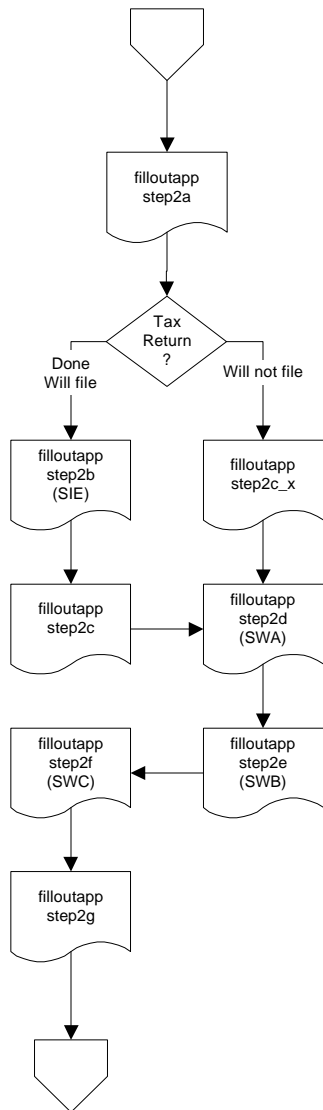 filloutapp
step2a
Tax
Return
?
Done
Will file
Will not file
filloutapp
step2b
(SIE)
filloutapp
step2c_x
filloutapp
step2c
filloutapp
step2d
(SWA)
filloutapp
step2f
(SWC)
filloutapp
step2e
(SWB)
filloutapp
step2g